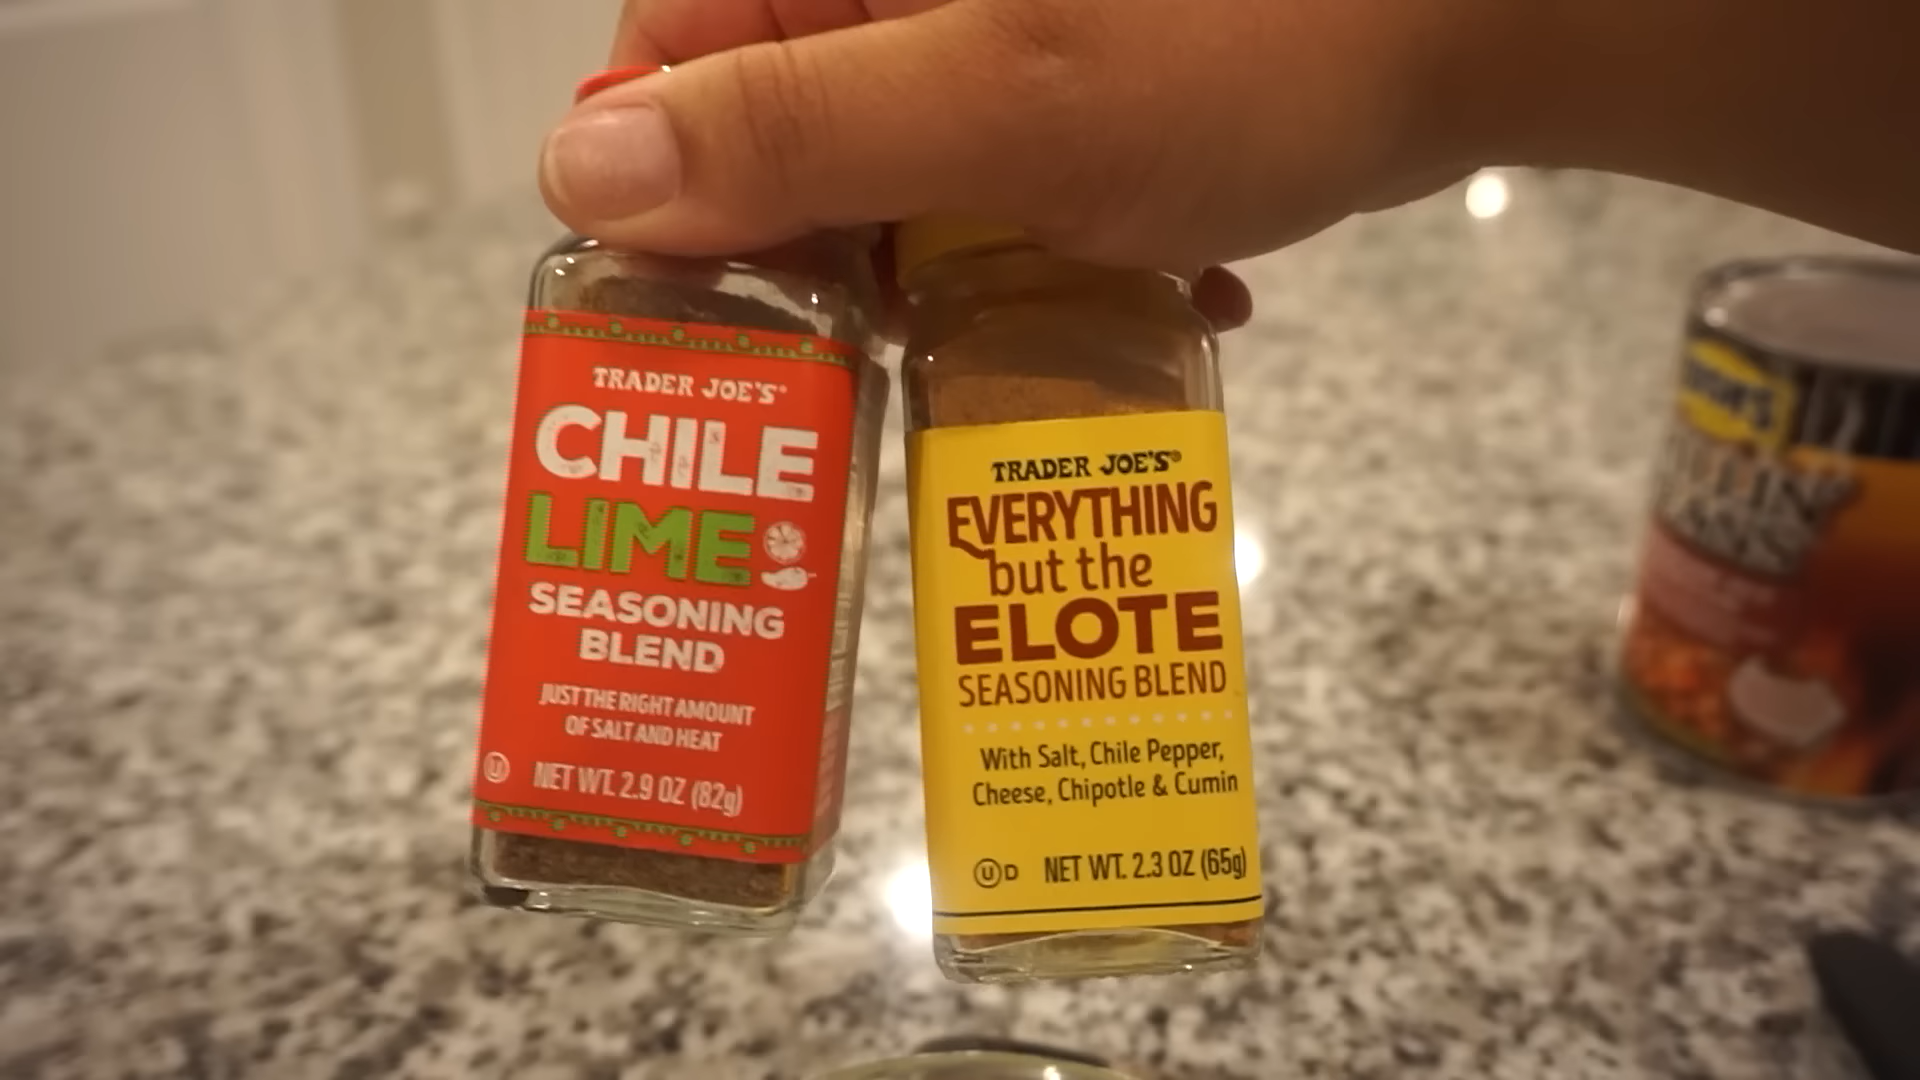 TRADER JOE'S
CHILE
LIME
SEASONING
BLEND
JUST THE RIGHT AMOUNT
OF SALT AND HEAT
U
NET WT. 2.9 OZ (82g)
TRADER JOE'S®
EVERYTHING
but the
ELOTE
SEASONING BLEND
With Salt, Chile Pepper,
Cheese, Chipotle & Cumin
U D NET WT. 2.3 OZ (65g)